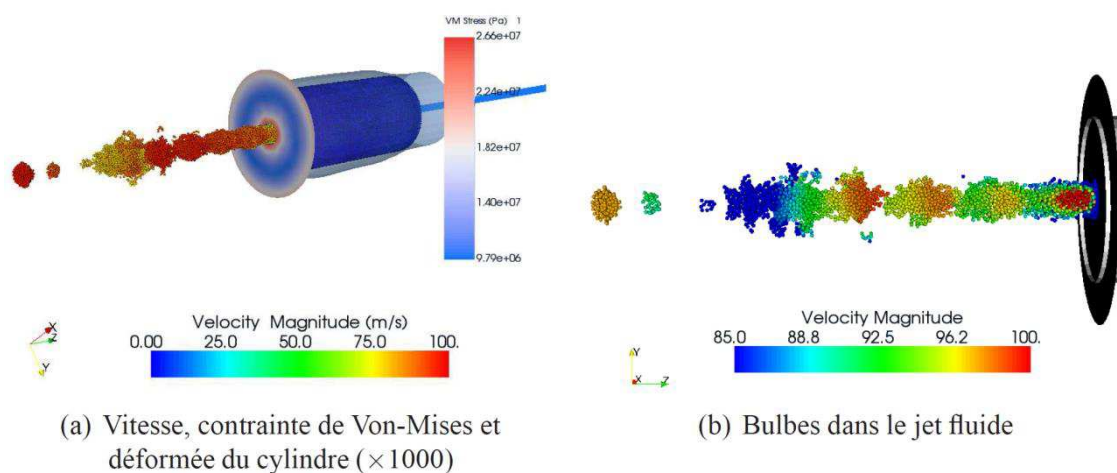 VM Stress (Pa) 1
2.66e+07
2.24e+07
1.82e+07
1.40e+07
9.79e+06
X
Z
Y
Velocity Magnitude (m/s)
0.00 25.0 50.0 75.0 100.
(a) Vitesse, contrainte de Von-Mises et
déformée du cylindre (×1000)
Y
X Z
Velocity Magnitude
85.0 88.8 92.5 96.2 100.
(b) Bulbes dans le jet fluide